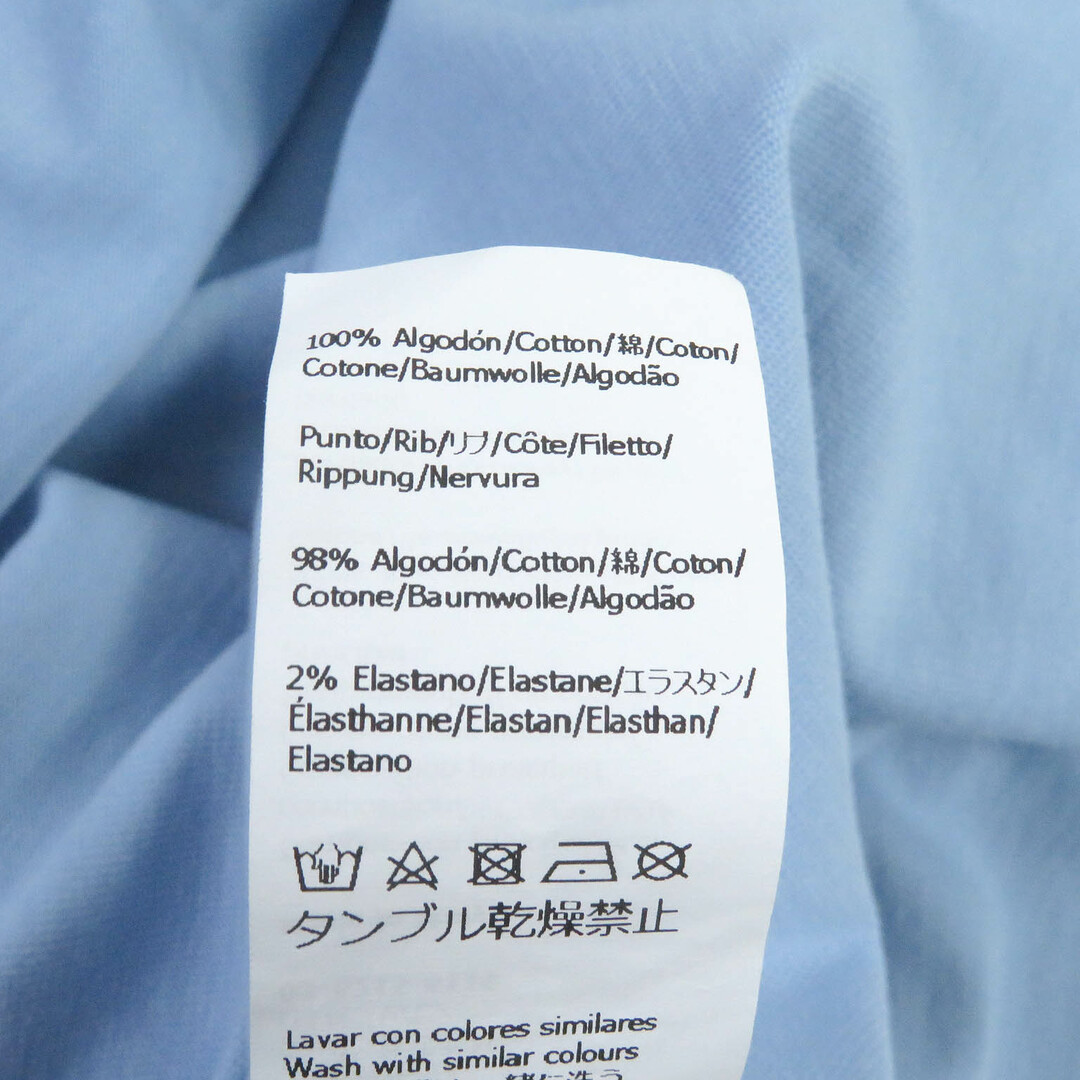 100% Algodón/Cotton/綿/Coton/
Cotone/Baumwolle/Algodão
Punto/Rib/リブ/Côte/Filetto/
Rippung/Nervura
98% Algodón/Cotton/綿/Coton/
Cotone/Baumwolle/Algodão
2% Elastano/Elastane/エラスタン/
Élasthanne/Elastan/Elasthan/
Elastano
タンブル乾燥禁止
Lavar con colores similares
Wash with similar colours